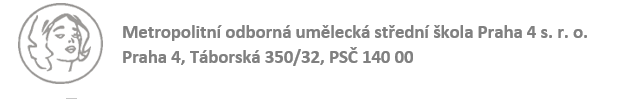 Metropolitní odborná umělecká střední škola Praha 4 s. r. o.
Praha 4, Táborská 350/32, PSČ 140 00